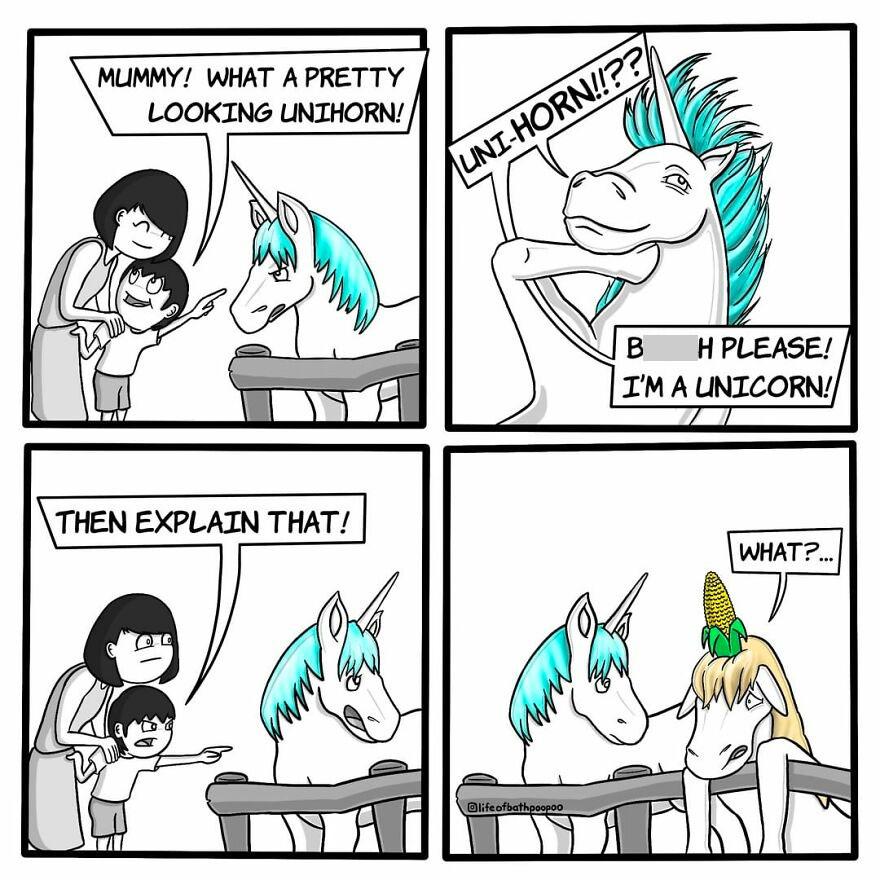 MUMMY! WHAT A PRETTY
LOOKING UNIHORN!
UNI-HORN!!??
B H PLEASE!
I'M A UNICORN!
THEN EXPLAIN THAT!
WHAT?...
@lifeofbathpoopoo